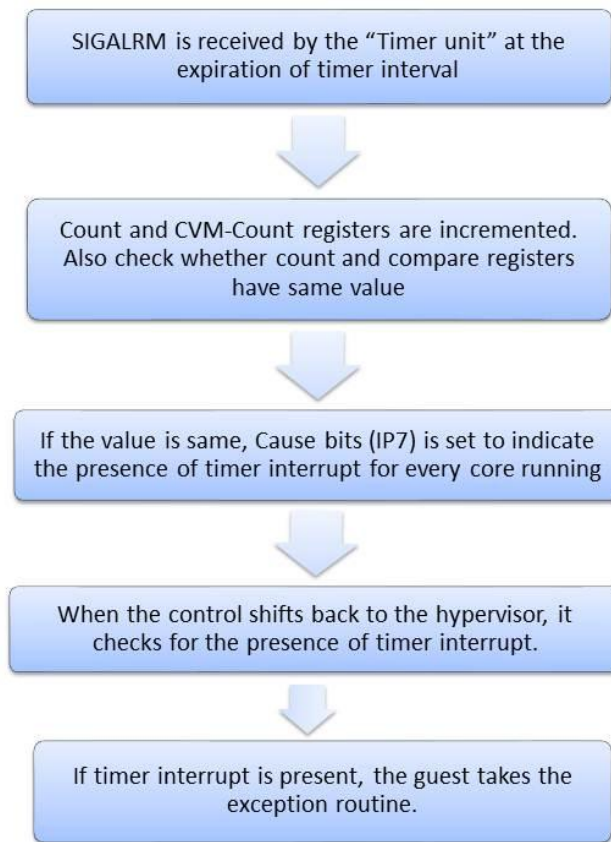 SIGALRM is received by the “Timer unit” at the
expiration of timer interval
Count and CVM-Count registers are incremented.
Also check whether count and compare registers
have same value
If the value is same, Cause bits (IP7) is set to indicate
the presence of timer interrupt for every core running
When the control shifts back to the hypervisor, it
checks for the presence of timer interrupt.
If timer interrupt is present, the guest takes the
exception routine.